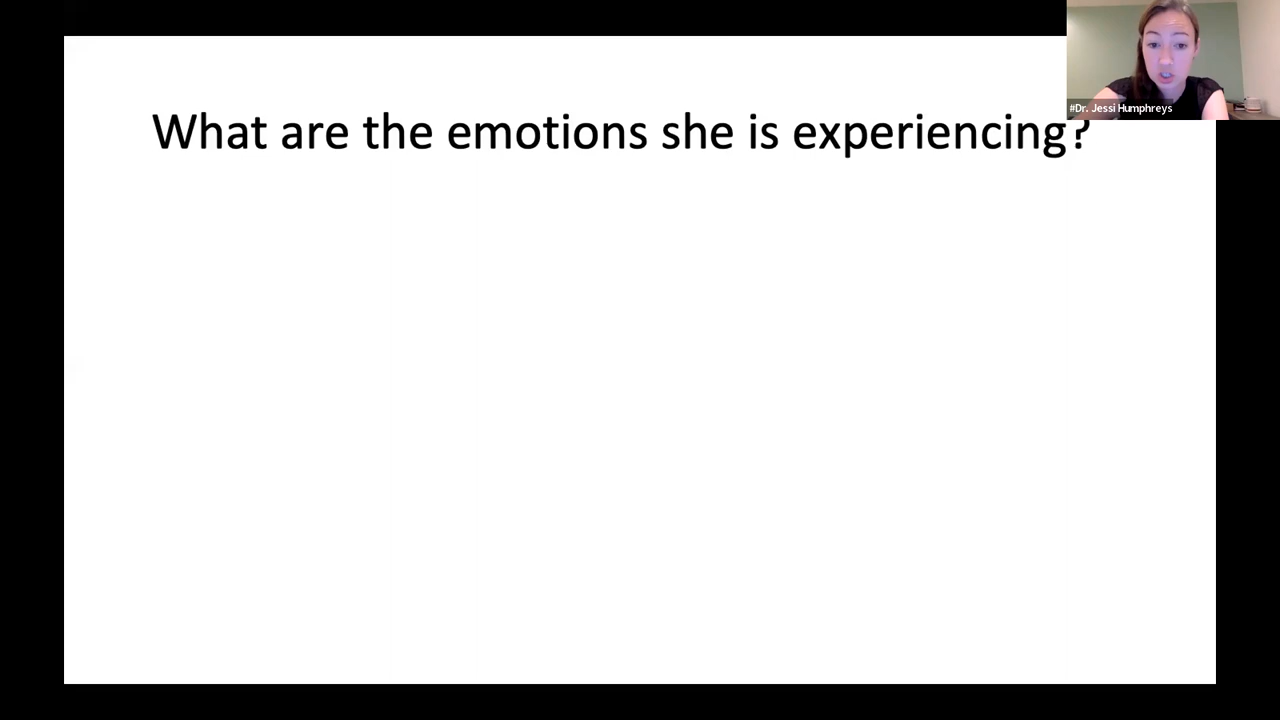 What are the emotions she is experiencing?
#Dr. Jessi Humphreys